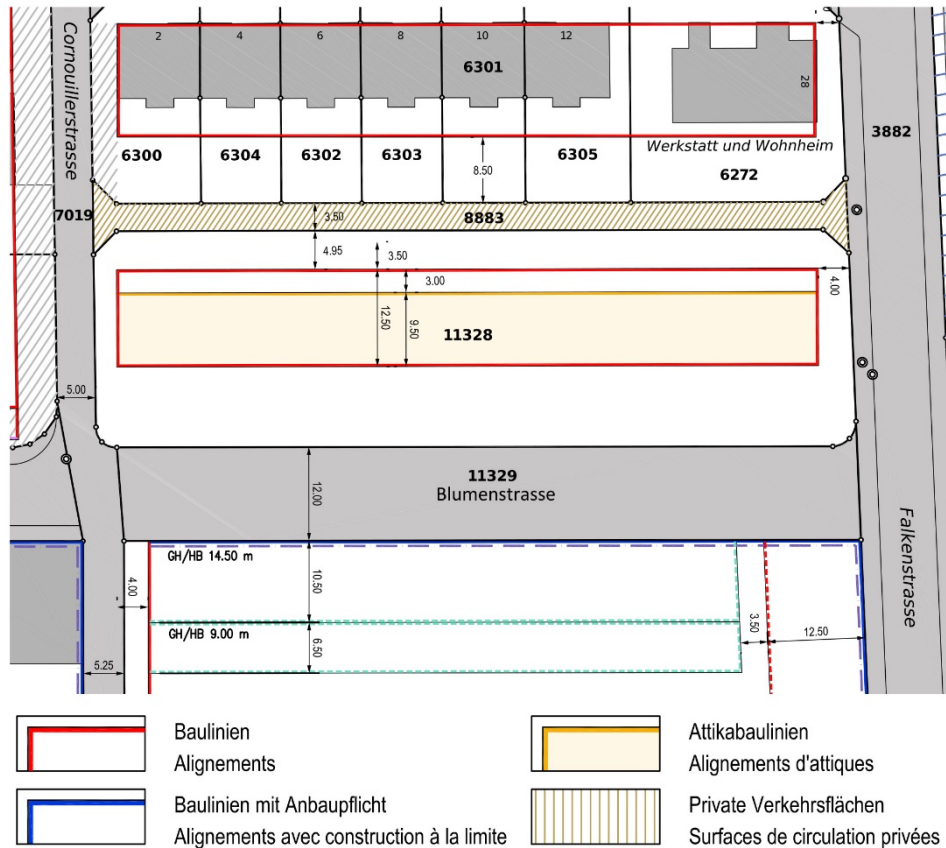 Cornouillerstrasse
2 4 6 8 10 12
6301
28
3882
6300 6304 6302 6303 6305
Werkstatt und Wohnheim
6272
8.50
7019
3.50
8883
4.95
3.50
3.00
4.00
12.50
9.50
11328
5.00
12.00
11329
Blumenstrasse
Falkenstrasse
GH/HB 14.50 m
4.00
10.50
GH/HB 9.00 m
6.50
3.50
12.50
5.25
Baulinien
Alignements
Attikabaulinien
Alignements d'attiques
Baulinien mit Anbaupflicht
Alignements avec construction à la limite
Private Verkehrsflächen
Surfaces de circulation privées